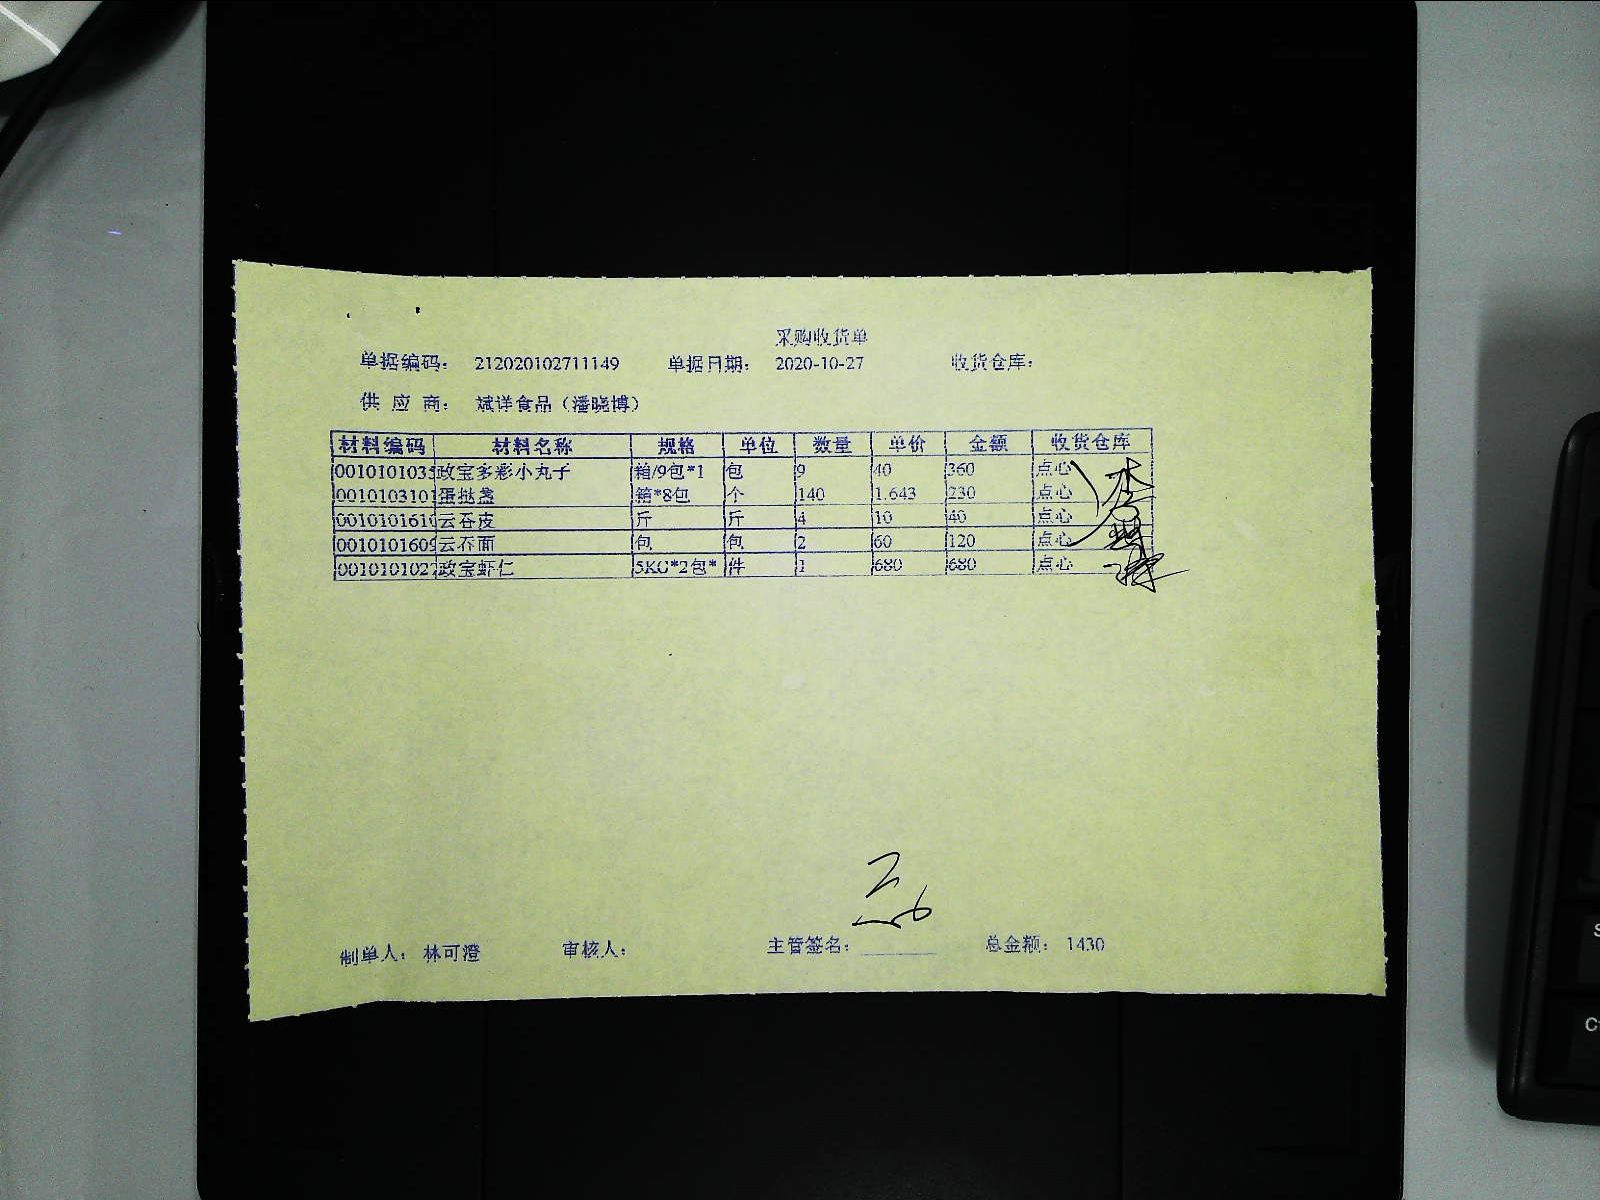 采购收货单
单据编码： 212020102711149 单据日期： 2020-10-27 收货仓库：
供 应 商： 斌洋食品（潘晓博）
材料编码 材料名称 规格 单位 数量 单价 金额 收货仓库
001010103 政宝多彩小丸子 箱/9包*1 包 9 40 360 点心
0010103101 蛋挞盏 箱*8包 个 140 1.643 230 点心
001010161 云吞皮 斤 斤 4 10 40 点心
001010160 云吞面 包 包 2 60 120 点心
001010102 政宝虾仁 5KG*2包* 件 1 680 680 点心
制单人： 林可澄 审核人： 主管签名： 总金额： 1430